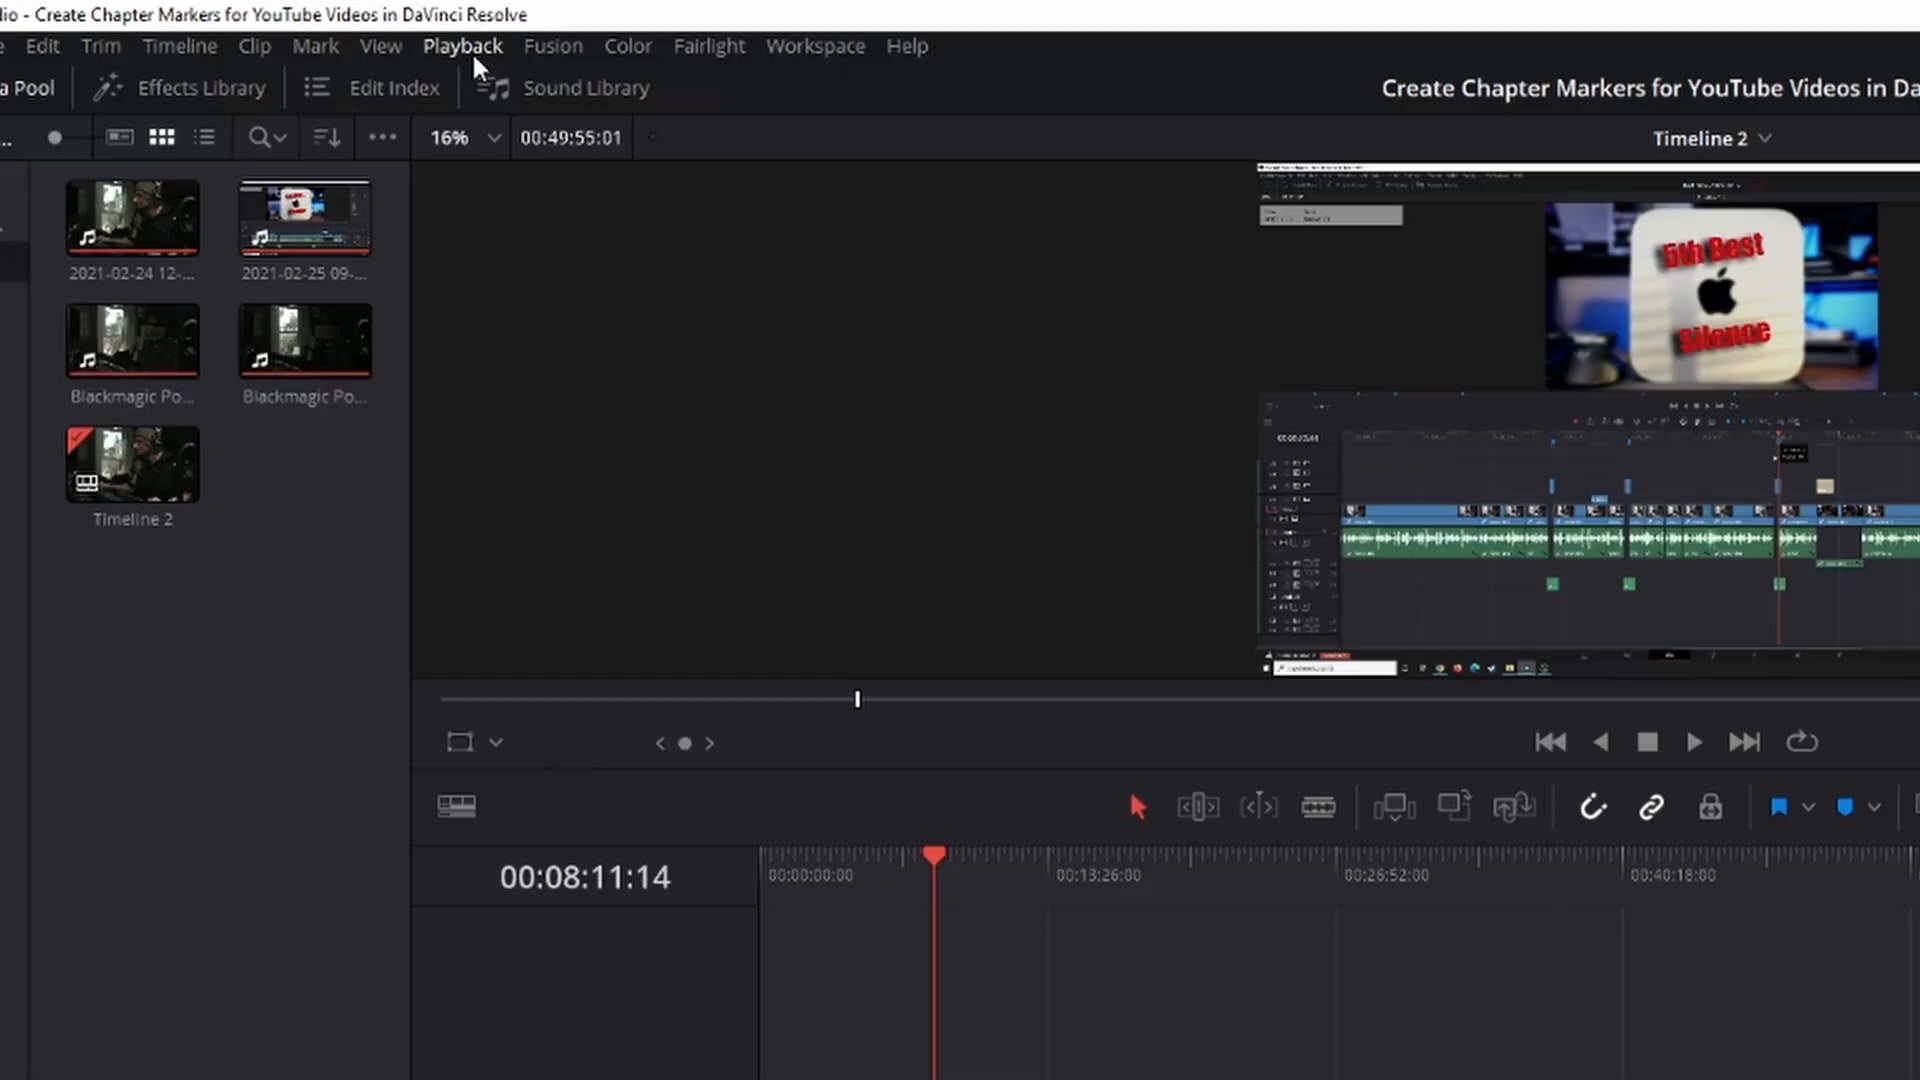 dio - Create Chapter Markers for YouTube Videos in DaVinci Resolve
Edit Trim Timeline Clip Mark View Playback Fusion Color Fairlight Workspace Help
a Pool Effects Library Edit Index Sound Library Create Chapter Markers for YouTube Videos in Da
... 16% 00:49:55:01 Timeline 2
5th Best
Silence
2021-02-24 12-... 2021-02-25 09-...
Blackmagic Po... Blackmagic Po...
Timeline 2
00:08:11:14
00:00:00:00 00:13:26:00 00:26:52:00 00:40:18:00